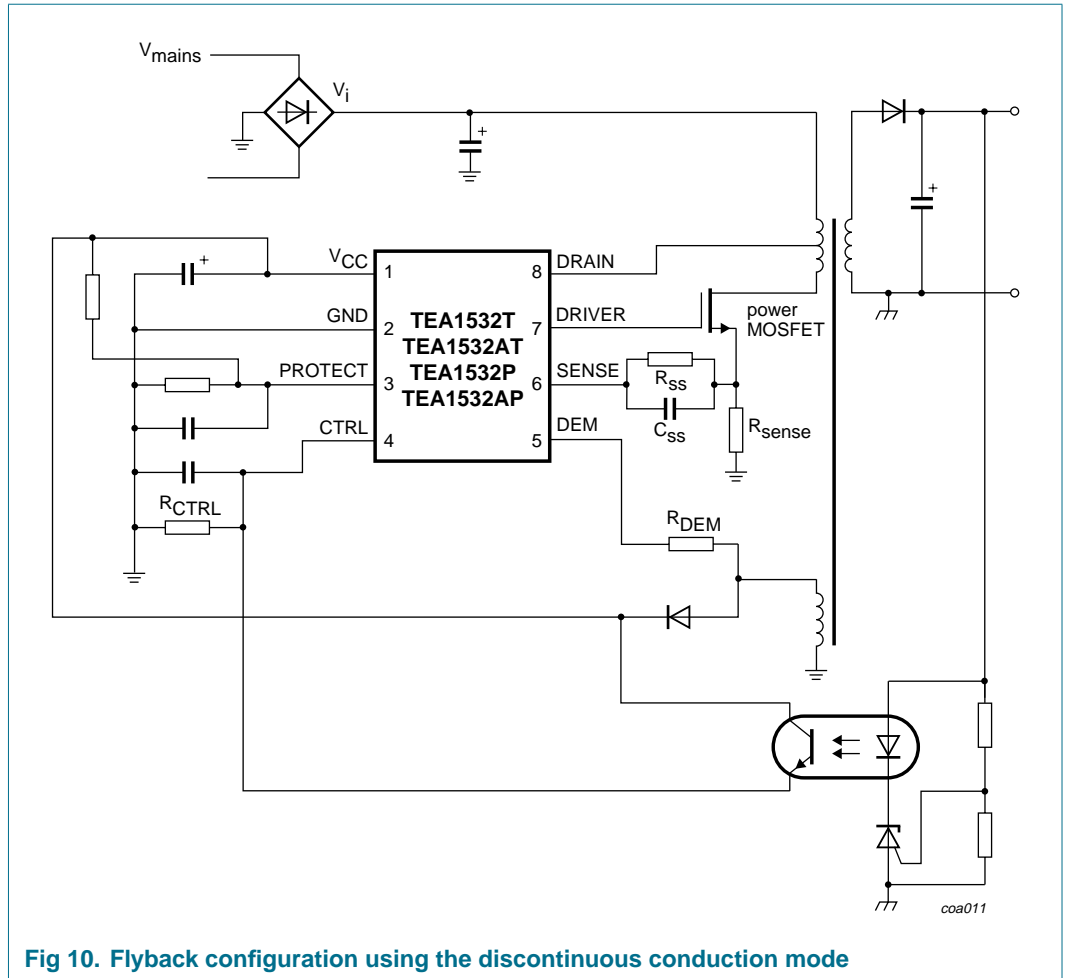 Vmains
Vi
VCC
1
8
DRAIN
GND
2
TEA1532T
TEA1532AT
TEA1532P
TEA1532AP
7
DRIVER
power
MOSFET
PROTECT
3
6
SENSE
Rss
Css
Rsense
CTRL
4
5
DEM
RCTRL
RDEM
coa011
Fig 10. Flyback configuration using the discontinuous conduction mode